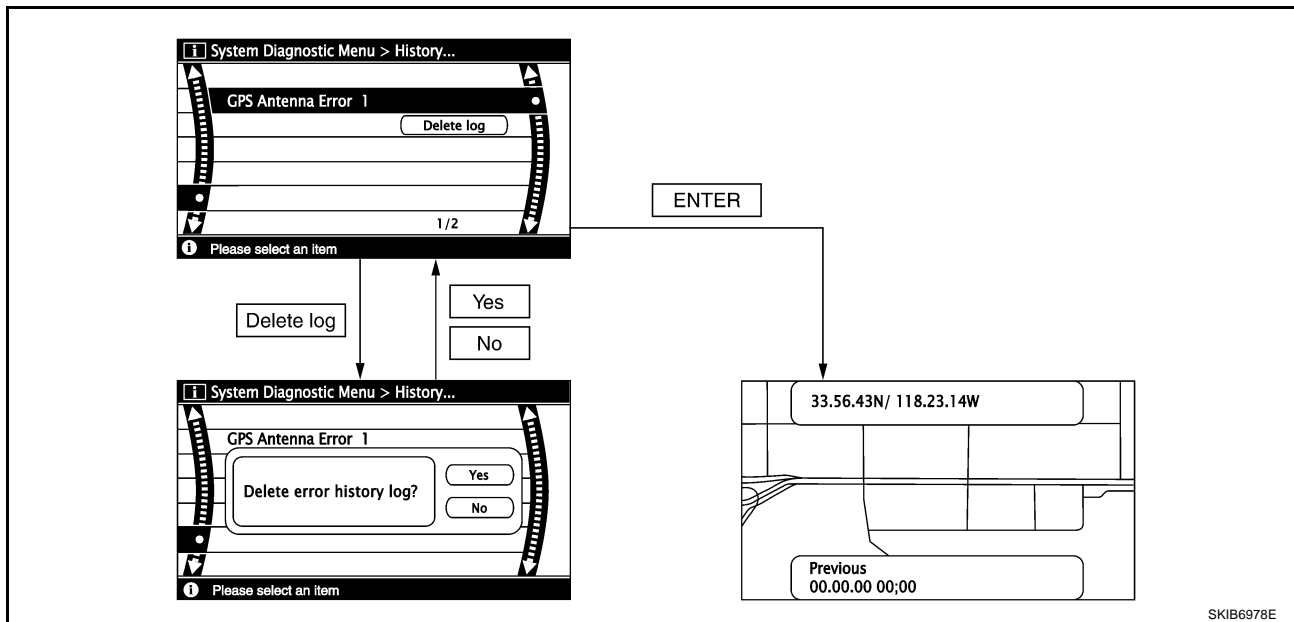 System Diagnostic Menu > History...
GPS Antenna Error 1
Delete log
1/2
Please select an item
ENTER
Delete log
Yes
No
System Diagnostic Menu > History...
GPS Antenna Error 1
Delete error history log?
Yes
No
Please select an item
33.56.43N/ 118.23.14W
Previous
00.00.00 00;00
SKIB6978E